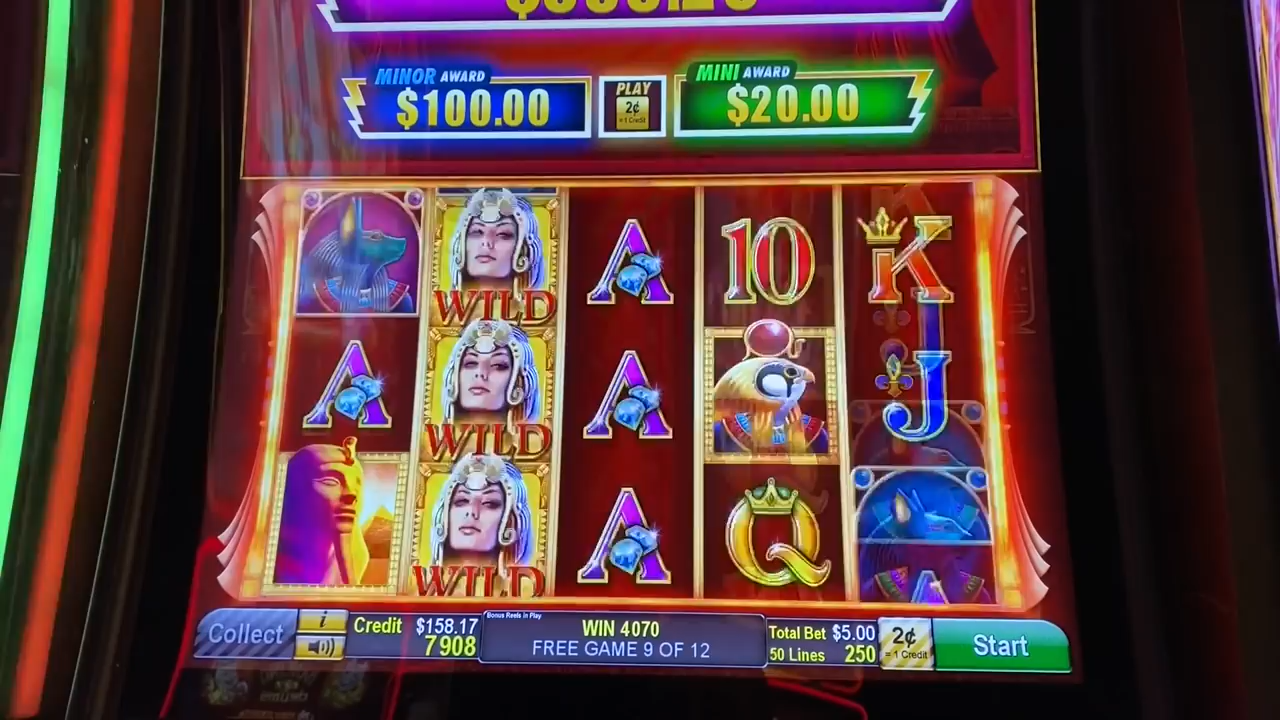 MINOR AWARD
$100.00
PLAY
2¢
= 1 Credit
MINI AWARD
$20.00
WILD
A
10
K
A
WILD
A
J
WILD
A
Q
Collect
i
Credit $158.17
7908
Bonus Reels In Play
WIN 4070
FREE GAME 9 OF 12
Total Bet $5.00
50 Lines 250
2¢
= 1 Credit
Start